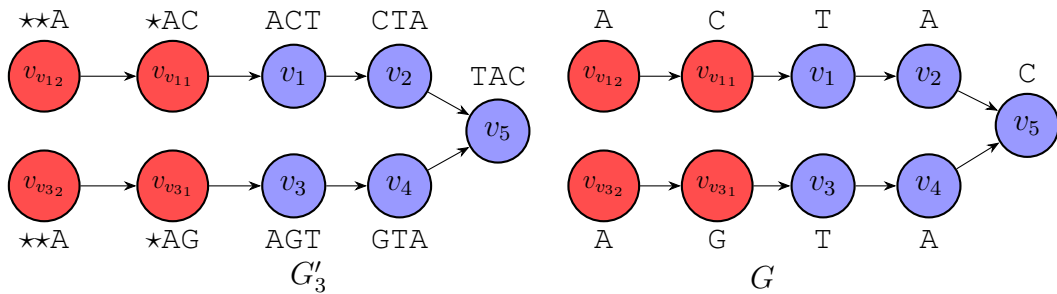 ⋆⋆A ⋆AC ACT CTA
v_{v_{12}} v_{v_{11}} v_1 v_2
TAC
v_5
v_{v_{32}} v_{v_{31}} v_3 v_4
⋆⋆A ⋆AG AGT GTA
G'_3
A C T A
v_{v_{12}} v_{v_{11}} v_1 v_2
C
v_5
v_{v_{32}} v_{v_{31}} v_3 v_4
A G T A
G